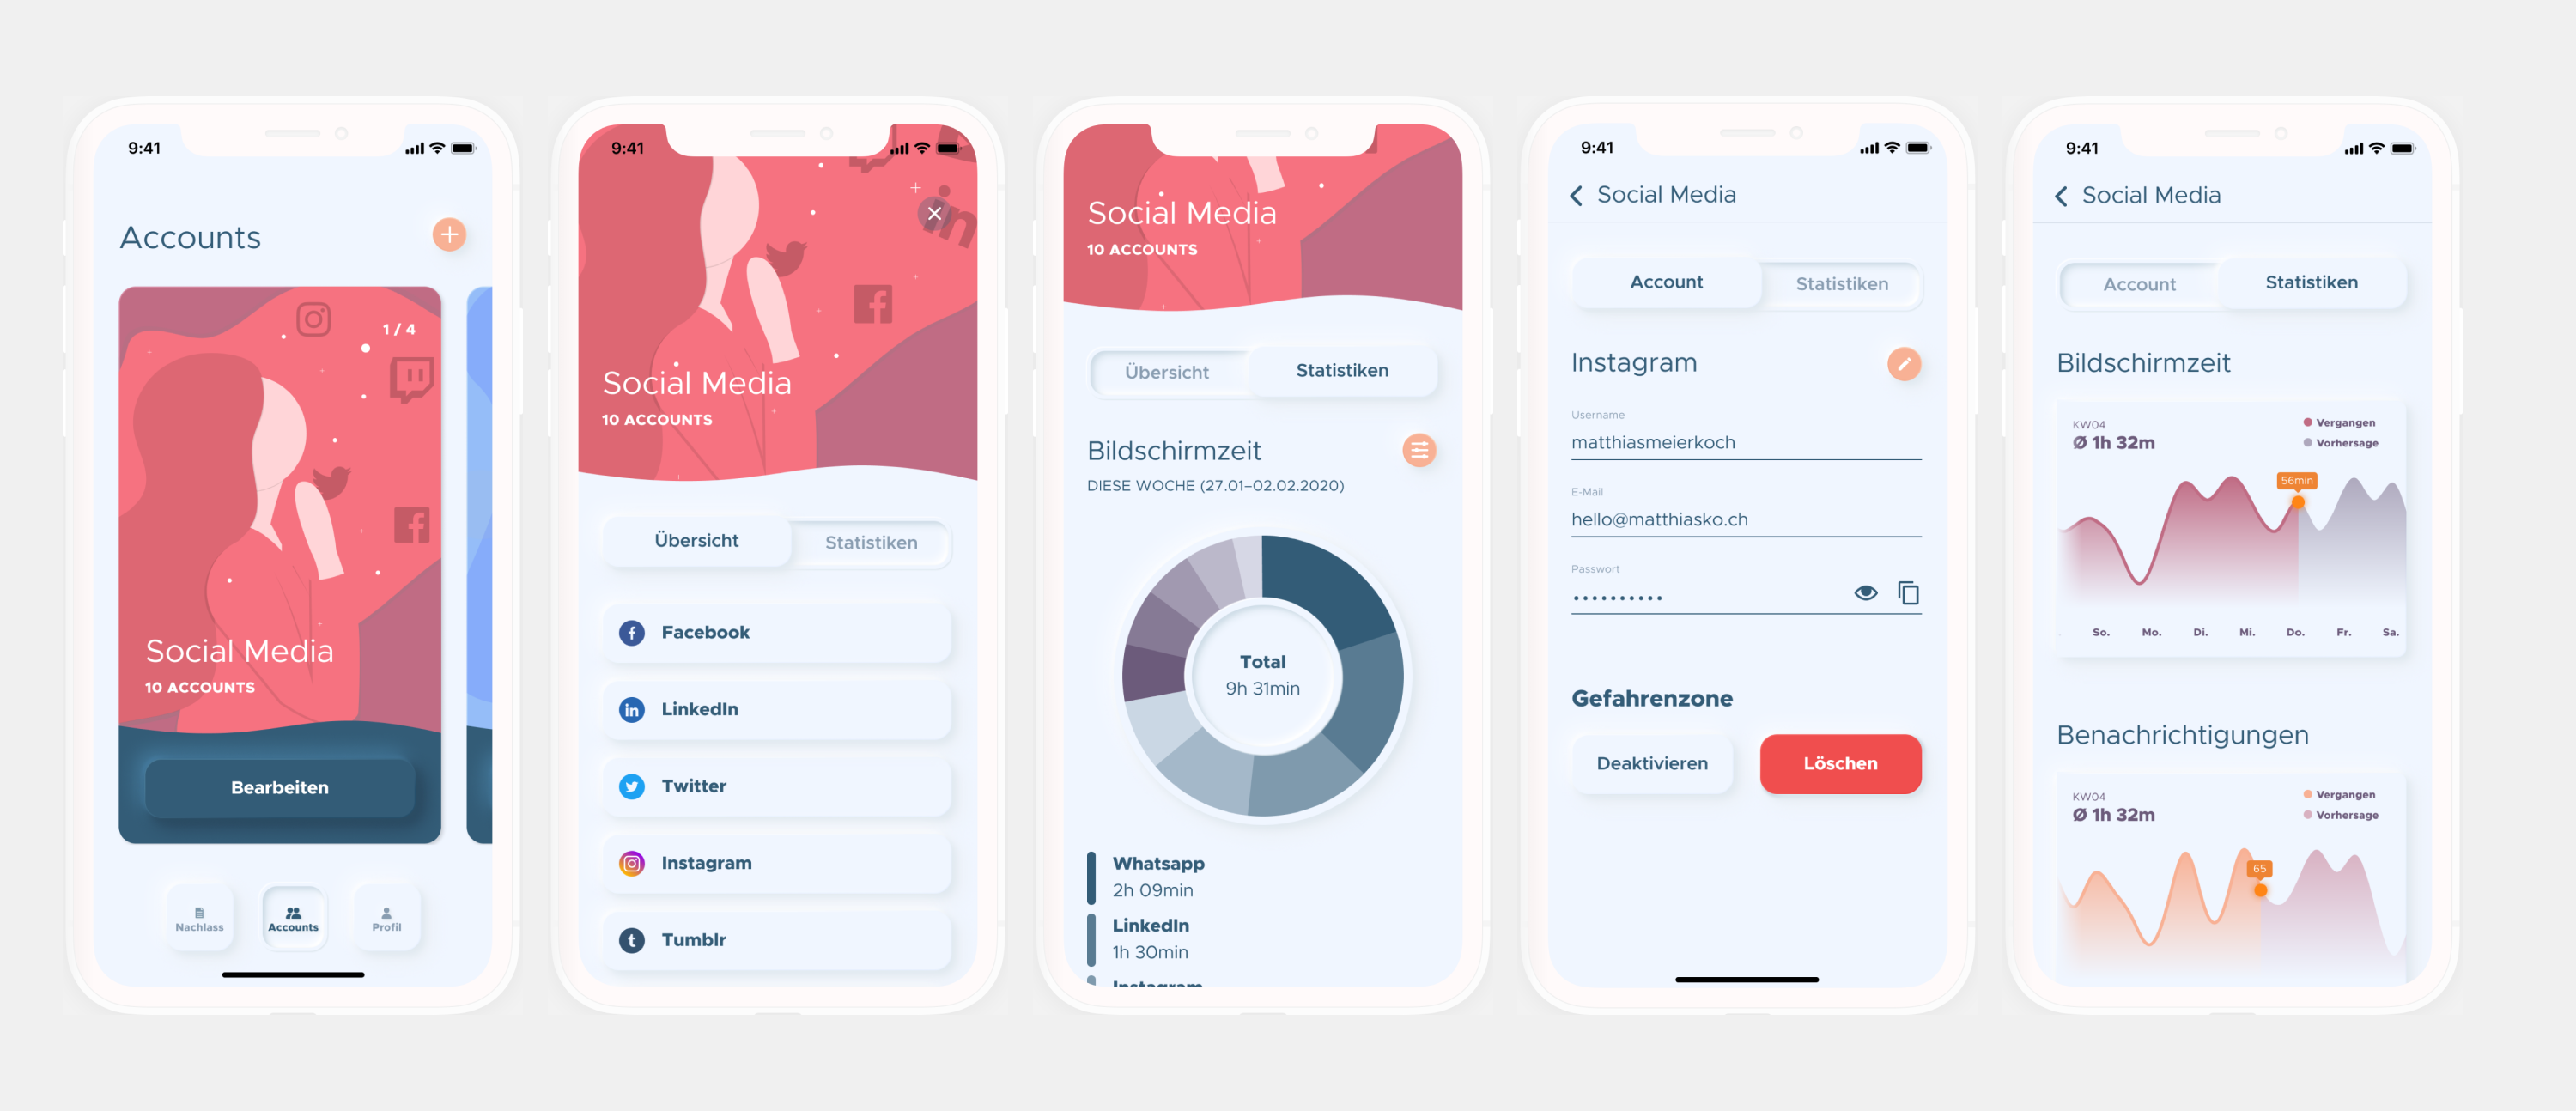 9:41
Accounts
1 / 4
Social Media
10 ACCOUNTS
Bearbeiten
Nachlass
Accounts
Profil
9:41
in
Social Media
10 ACCOUNTS
Übersicht
Statistiken
Facebook
LinkedIn
Twitter
Instagram
Tumblr
Social Media
10 ACCOUNTS
Übersicht
Statistiken
Bildschirmzeit
DIESE WOCHE (27.01–02.02.2020)
Total
9h 31min
Whatsapp
2h 09min
LinkedIn
1h 30min
Instagram
9:41
Social Media
Account
Statistiken
Instagram
Username
matthiasmeierkoch
E-Mail
hello@matthiasko.ch
Passwort
Gefahrenzone
Deaktivieren
Löschen
9:41
Social Media
Account
Statistiken
Bildschirmzeit
KW04
Ø 1h 32m
Vergangen
Vorhersage
56min
So. Mo. Di. Mi. Do. Fr. Sa.
Benachrichtigungen
KW04
Ø 1h 32m
Vergangen
Vorhersage
65